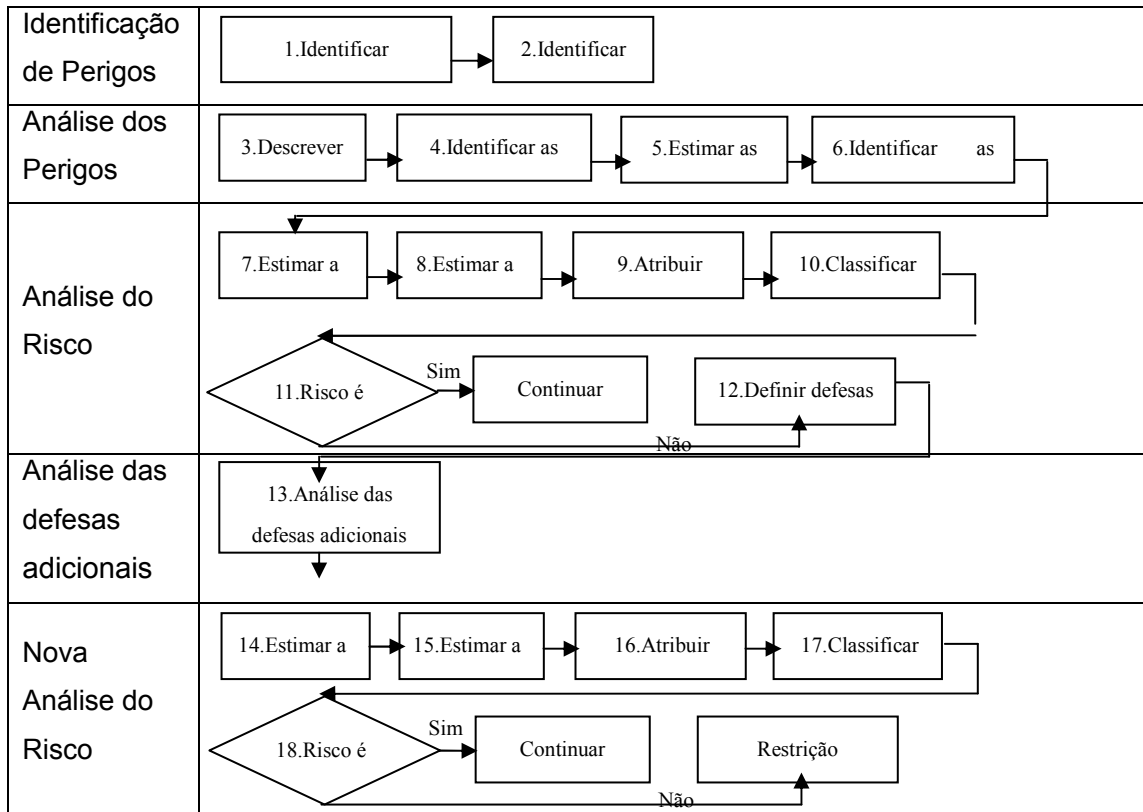 Identificação
de Perigos
1.Identificar
2.Identificar
Análise dos
Perigos
3.Descrever
4.Identificar as
5.Estimar as
6.Identificar as
Análise do
Risco
7.Estimar a
8.Estimar a
9.Atribuir
10.Classificar
11.Risco é
Sim
Continuar
12.Definir defesas
Não
Análise das
defesas
adicionais
13.Análise das
defesas adicionais
Nova
Análise do
Risco
14.Estimar a
15.Estimar a
16.Atribuir
17.Classificar
18.Risco é
Sim
Continuar
Restrição
Não